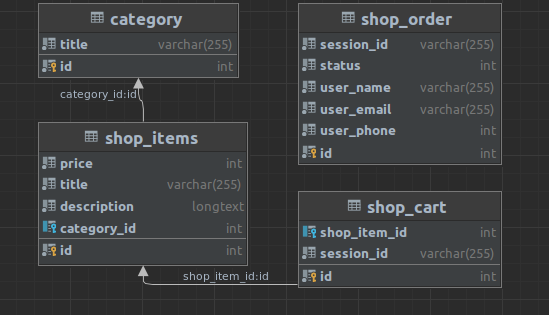 category
title varchar(255)
id int
category_id:id
shop_items
price int
title varchar(255)
description longtext
category_id int
id int
shop_order
session_id varchar(255)
status int
user_name varchar(255)
user_email varchar(255)
user_phone int
id int
shop_cart
shop_item_id int
session_id varchar(255)
id int
shop_item_id:id